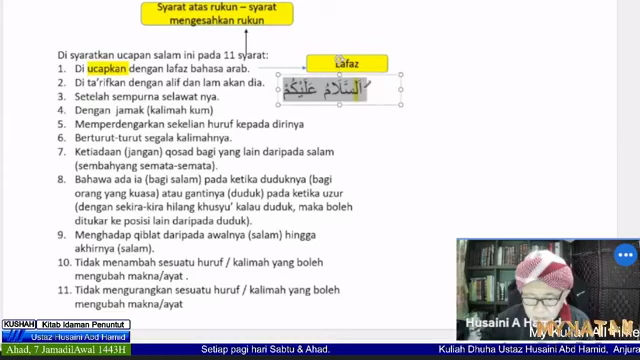 Syarat atas rukun – syarat
mengesahkan rukun
Di syaratkan ucapan salam ini pada 11 syarat:
1. Di ucapkan dengan lafaz bahasa arab.
Lafaz
2. Di ta'rifkan dengan alif dan lam akan dia.
اَلسَّلَامُ عَلَيْكُمْ
3. Setelah sempurna selawat nya.
4. Dengan jamak (kalimah kum)
5. Memperdengarkan sekelian huruf kepada dirinya
6. Berturut-turut segala kalimahnya.
7. Ketiadaan (jangan) qosad bagi yang lain daripada salam
(sembahyang semata-semata).
8. Bahawa ada ia (bagi salam) pada ketika duduknya (bagi
orang yang kuasa) atau gantinya (duduk) pada ketika uzur
(dengan sekira-kira hilang khusyu' kalau duduk, maka boleh
ditukar ke posisi lain daripada duduk).
9. Menghadap qiblat daripada awalnya (salam) hingga
akhirnya (salam).
10. Tidak menambah sesuatu huruf / kalimah yang boleh
mengubah makna/ayat .
11. Tidak mengurangkan sesuatu huruf / kalimah yang boleh
mengubah makna/ayat
Husaini A
KUSHAH Kitab Idaman Penuntut
Ustaz Husaini Abd Hamid
Ahad, 7 JamadilAwal 1443H
Setiap pagi hari Sabtu & Ahad.
Kuliah Dhuha Ustaz Husaini Abd Hamid, Anjura